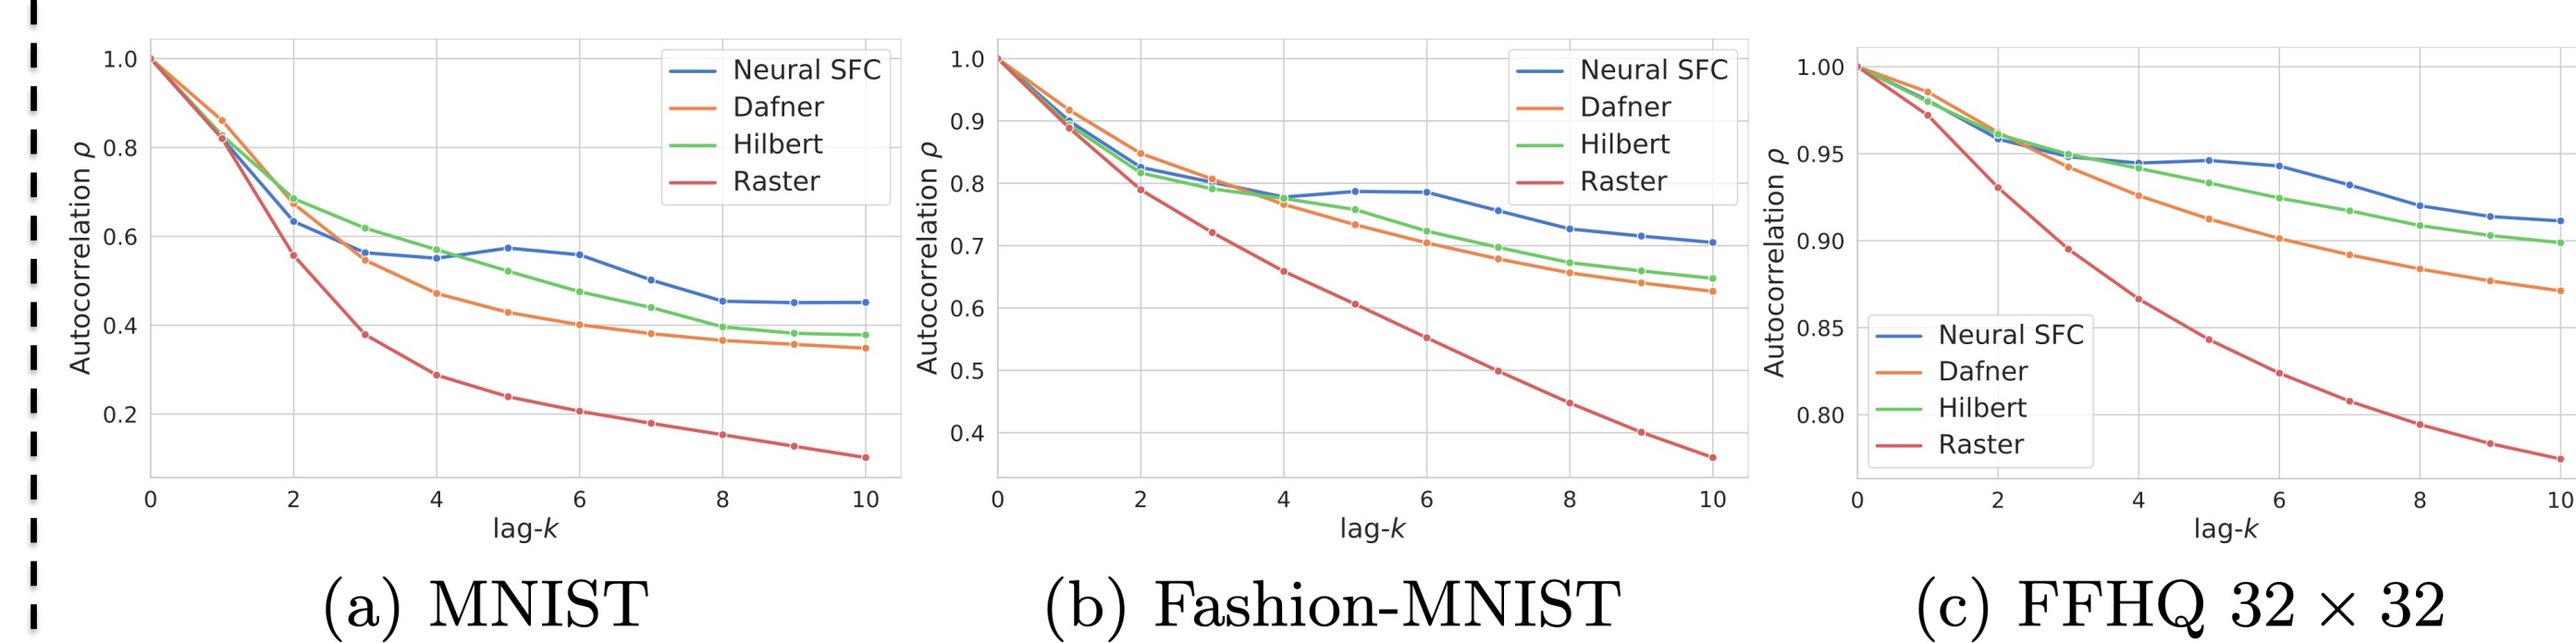 1.0
0.8
0.6
0.4
0.2
Autocorrelation ρ
Neural SFC
Dafner
Hilbert
Raster
0 2 4 6 8 10
lag-k
(a) MNIST
1.0
0.9
0.8
0.7
0.6
0.5
0.4
Autocorrelation ρ
Neural SFC
Dafner
Hilbert
Raster
0 2 4 6 8 10
lag-k
(b) Fashion-MNIST
1.00
0.95
0.90
0.85
0.80
Autocorrelation ρ
Neural SFC
Dafner
Hilbert
Raster
0 2 4 6 8 10
lag-k
(c) FFHQ 32 × 32